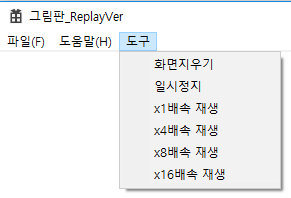 그림판_ReplayVer
파일(F) 도움말(H) 도구
화면지우기
일시정지
x1배속 재생
x4배속 재생
x8배속 재생
x16배속 재생